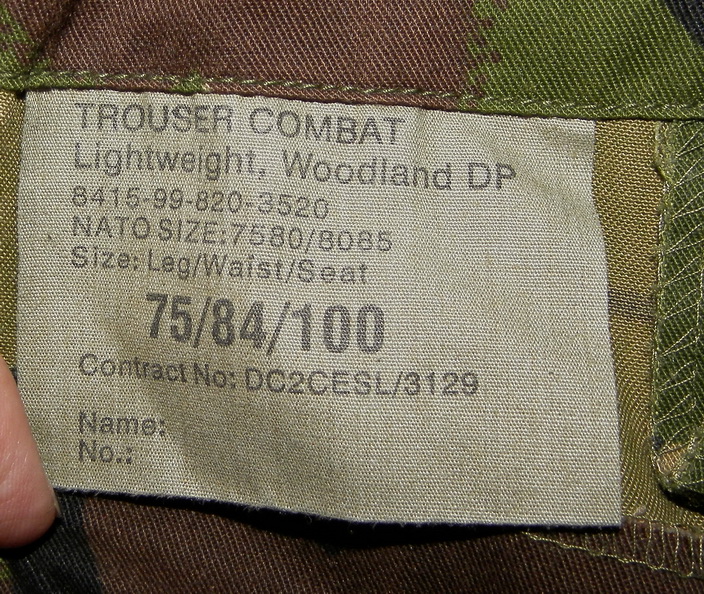 TROUSER COMBAT
Lightweight, Woodland DP
8415-99-820-3520
NATO SIZE:7580/8085
Size: Leg/Waist/Seat
75/84/100
Contract No: DC2CESL/3129
Name:
No.: